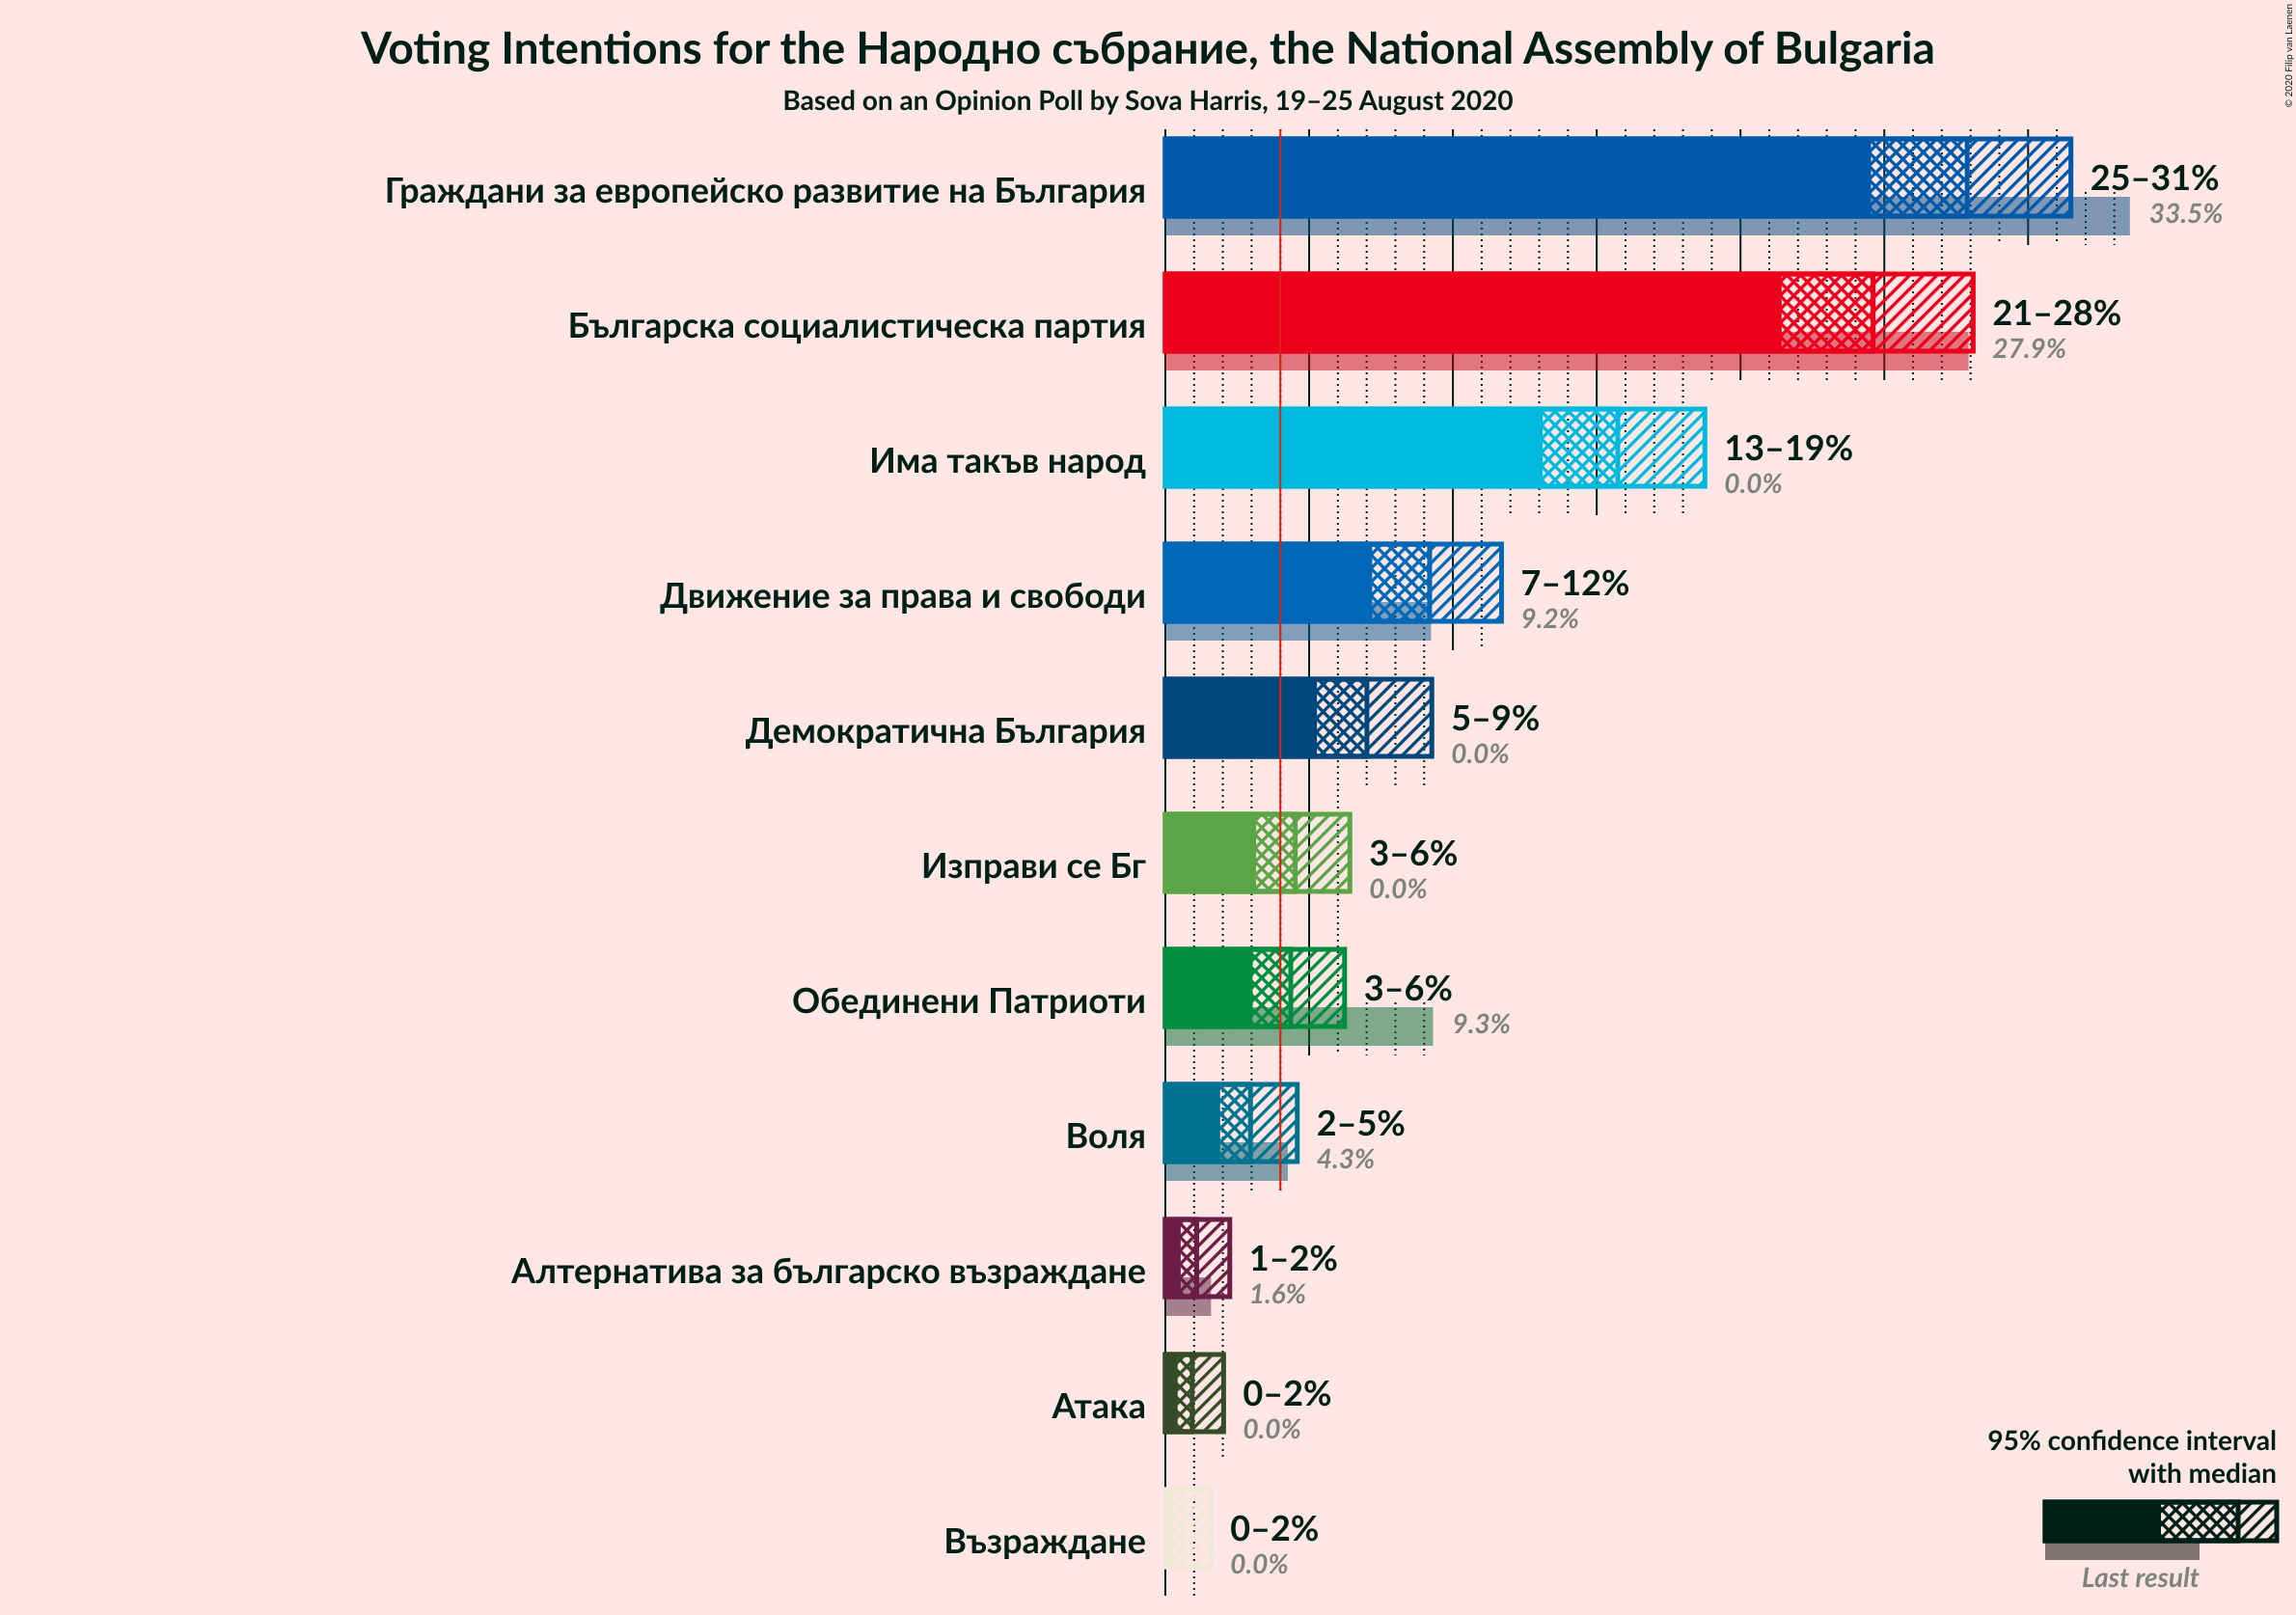 Voting Intentions for the Народно събрание, the National Assembly of Bulgaria
Based on an Opinion Poll by Sova Harris, 19–25 August 2020
© 2020 Filip van Laenen
Граждани за европейско развитие на България
25–31%
33.5%
Българска социалистическа партия
21–28%
27.9%
Има такъв народ
13–19%
0.0%
Движение за права и свободи
7–12%
9.2%
Демократична България
5–9%
0.0%
Изправи се Бг
3–6%
0.0%
Обединени Патриоти
3–6%
9.3%
Воля
2–5%
4.3%
Алтернатива за българско възраждане
1–2%
1.6%
Атака
0–2%
0.0%
Възраждане
0–2%
0.0%
95% confidence interval
with median
Last result